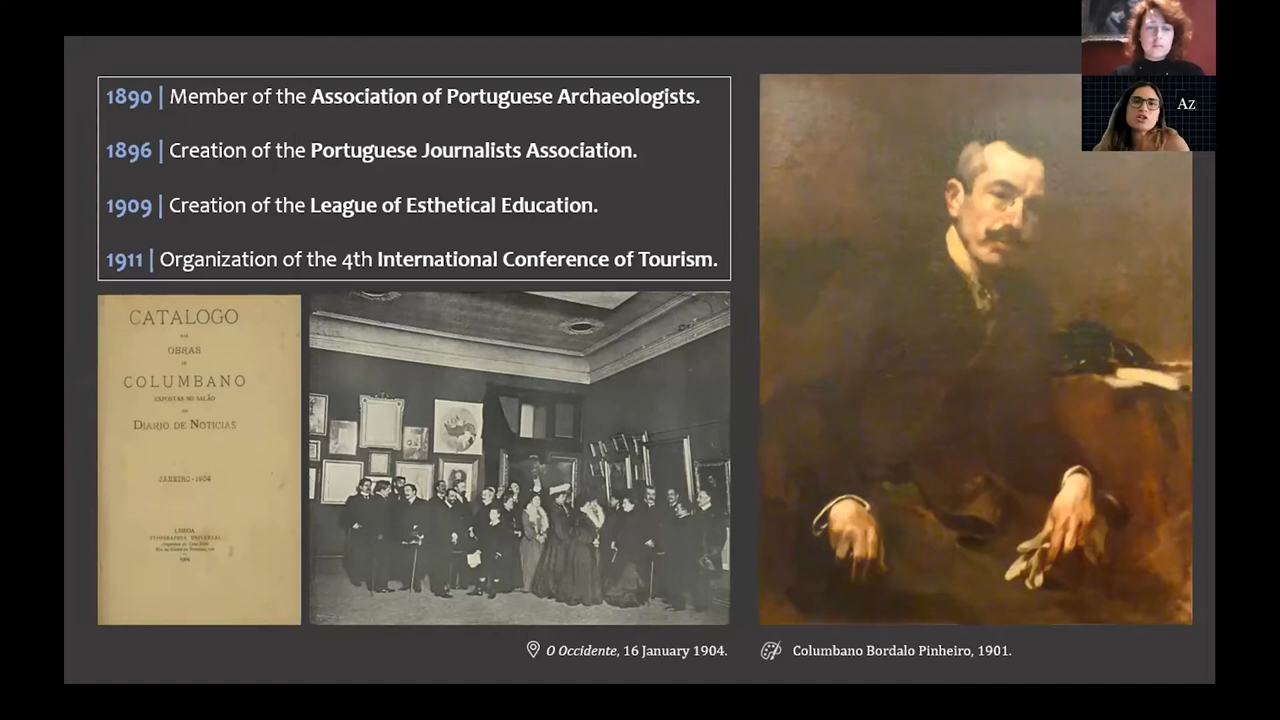 1890 | Member of the Association of Portuguese Archaeologists.
1896 | Creation of the Portuguese Journalists Association.
1909 | Creation of the League of Esthetical Education.
1911 | Organization of the 4th International Conference of Tourism.
Az
CATALOGO
DAS
OBRAS
DE
COLUMBANO
EXPOSTAS NO SALÃO
DO
DIARIO DE NOTICIAS
JANEIRO - 1904
LISBOA
TYPOGRAPHIA UNIVERSAL
1904
O Occidente, 16 January 1904.
Columbano Bordalo Pinheiro, 1901.